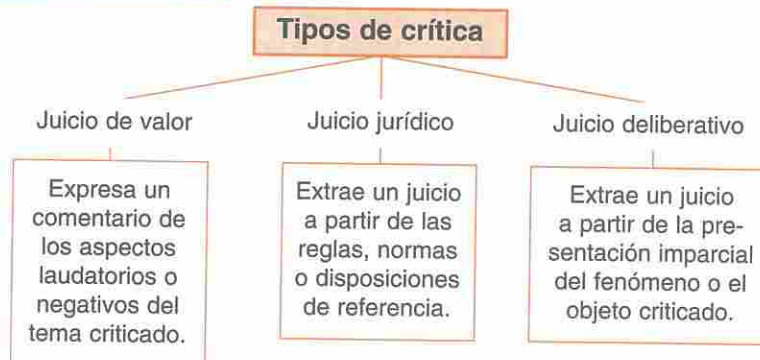 Tipos de crítica
Juicio de valor
Expresa un
comentario de
los aspectos
laudatorios o
negativos del
tema criticado.
Juicio jurídico
Extrae un juicio
a partir de las
reglas, normas
o disposiciones
de referencia.
Juicio deliberativo
Extrae un juicio
a partir de la pre-
sentación imparcial
del fenómeno o el
objeto criticado.